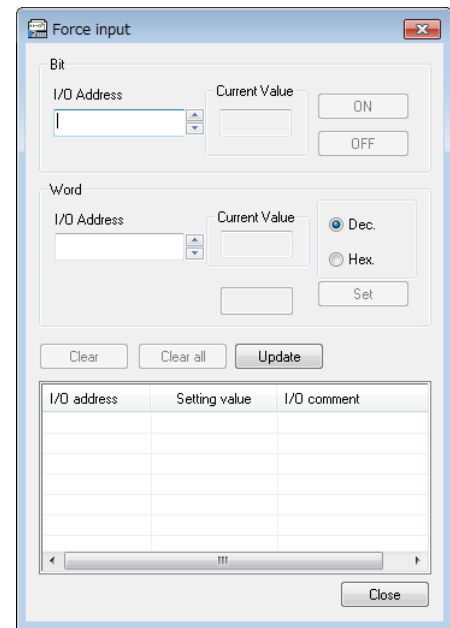 Force input
Bit
I/O Address
Current Value
ON
OFF
Word
I/O Address
Current Value
Dec.
Hex.
Set
Clear Clear all Update
I/O address Setting value I/O comment
Close